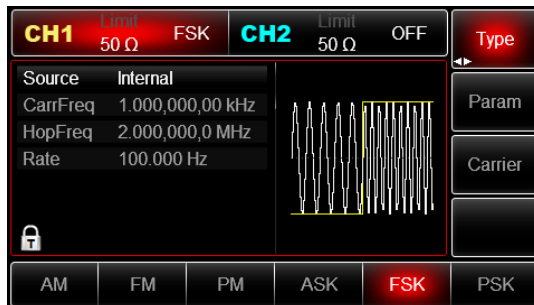 CH1 Limit 50 Ω FSK CH2 Limit 50 Ω OFF Type
Source Internal
CarrFreq 1.000,000,00 kHz Param
HopFreq 2.000,000,0 MHz
Rate 100.000 Hz Carrier
T
AM FM PM ASK FSK PSK